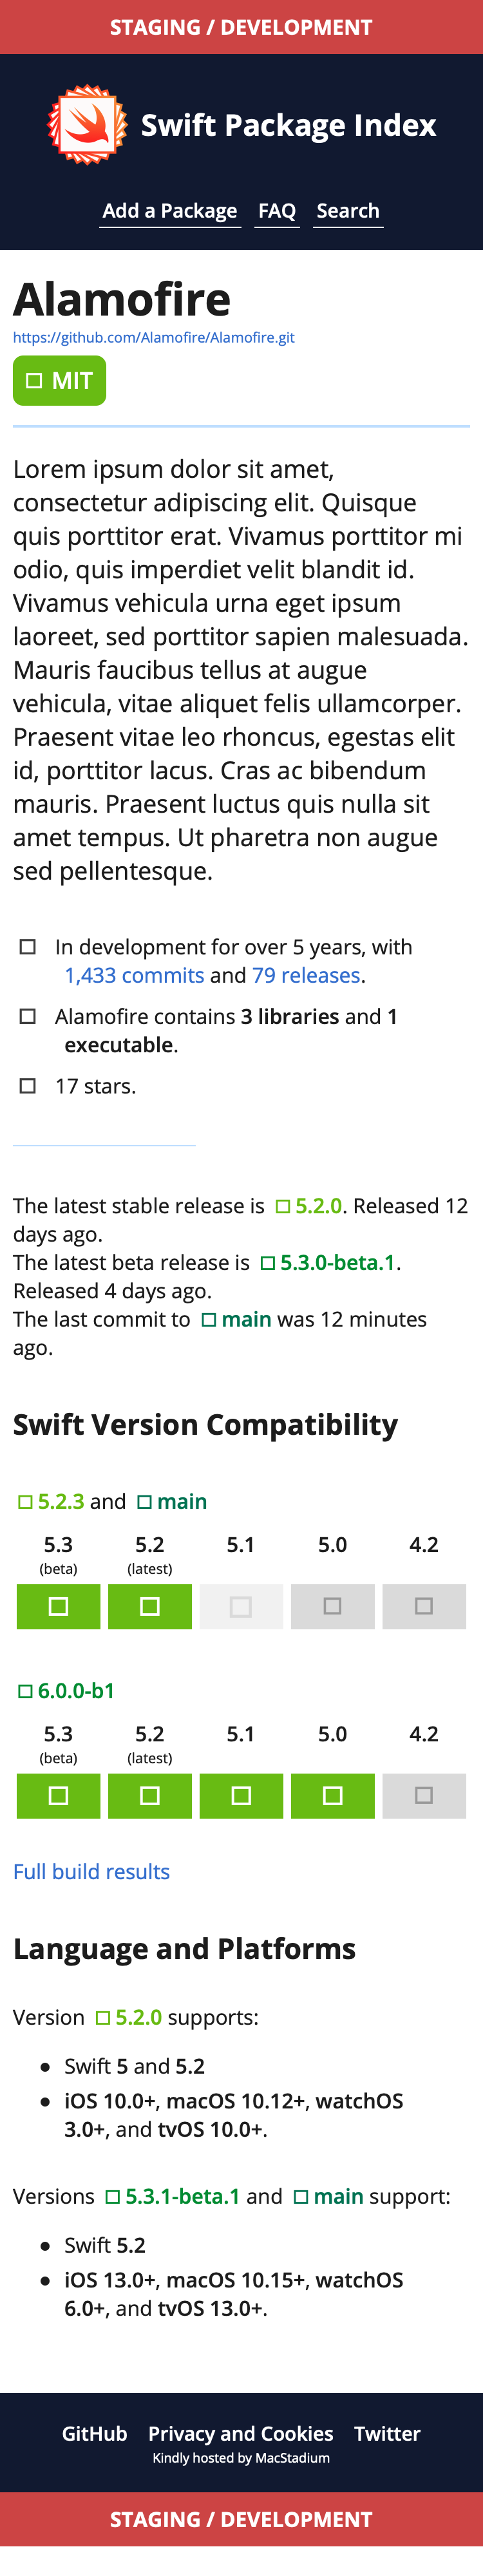 STAGING / DEVELOPMENT
Swift Package Index
Add a Package FAQ Search
Alamofire
https://github.com/Alamofire/Alamofire.git
MIT
Lorem ipsum dolor sit amet,
consectetur adipiscing elit. Quisque
quis porttitor erat. Vivamus porttitor mi
odio, quis imperdiet velit blandit id.
Vivamus vehicula urna eget ipsum
laoreet, sed porttitor sapien malesuada.
Mauris faucibus tellus at augue
vehicula, vitae aliquet felis ullamcorper.
Praesent vitae leo rhoncus, egestas elit
id, porttitor lacus. Cras ac bibendum
mauris. Praesent luctus quis nulla sit
amet tempus. Ut pharetra non augue
sed pellentesque.
In development for over 5 years, with
1,433 commits and 79 releases.
Alamofire contains 3 libraries and 1
executable.
17 stars.
The latest stable release is 5.2.0. Released 12
days ago.
The latest beta release is 5.3.0-beta.1.
Released 4 days ago.
The last commit to main was 12 minutes
ago.
Swift Version Compatibility
5.2.3 and main
5.3 5.2 5.1 5.0 4.2
(beta) (latest)
6.0.0-b1
5.3 5.2 5.1 5.0 4.2
(beta) (latest)
Full build results
Language and Platforms
Version 5.2.0 supports:
Swift 5 and 5.2
iOS 10.0+, macOS 10.12+, watchOS
3.0+, and tvOS 10.0+.
Versions 5.3.1-beta.1 and main support:
Swift 5.2
iOS 13.0+, macOS 10.15+, watchOS
6.0+, and tvOS 13.0+.
GitHub Privacy and Cookies Twitter
Kindly hosted by MacStadium
STAGING / DEVELOPMENT